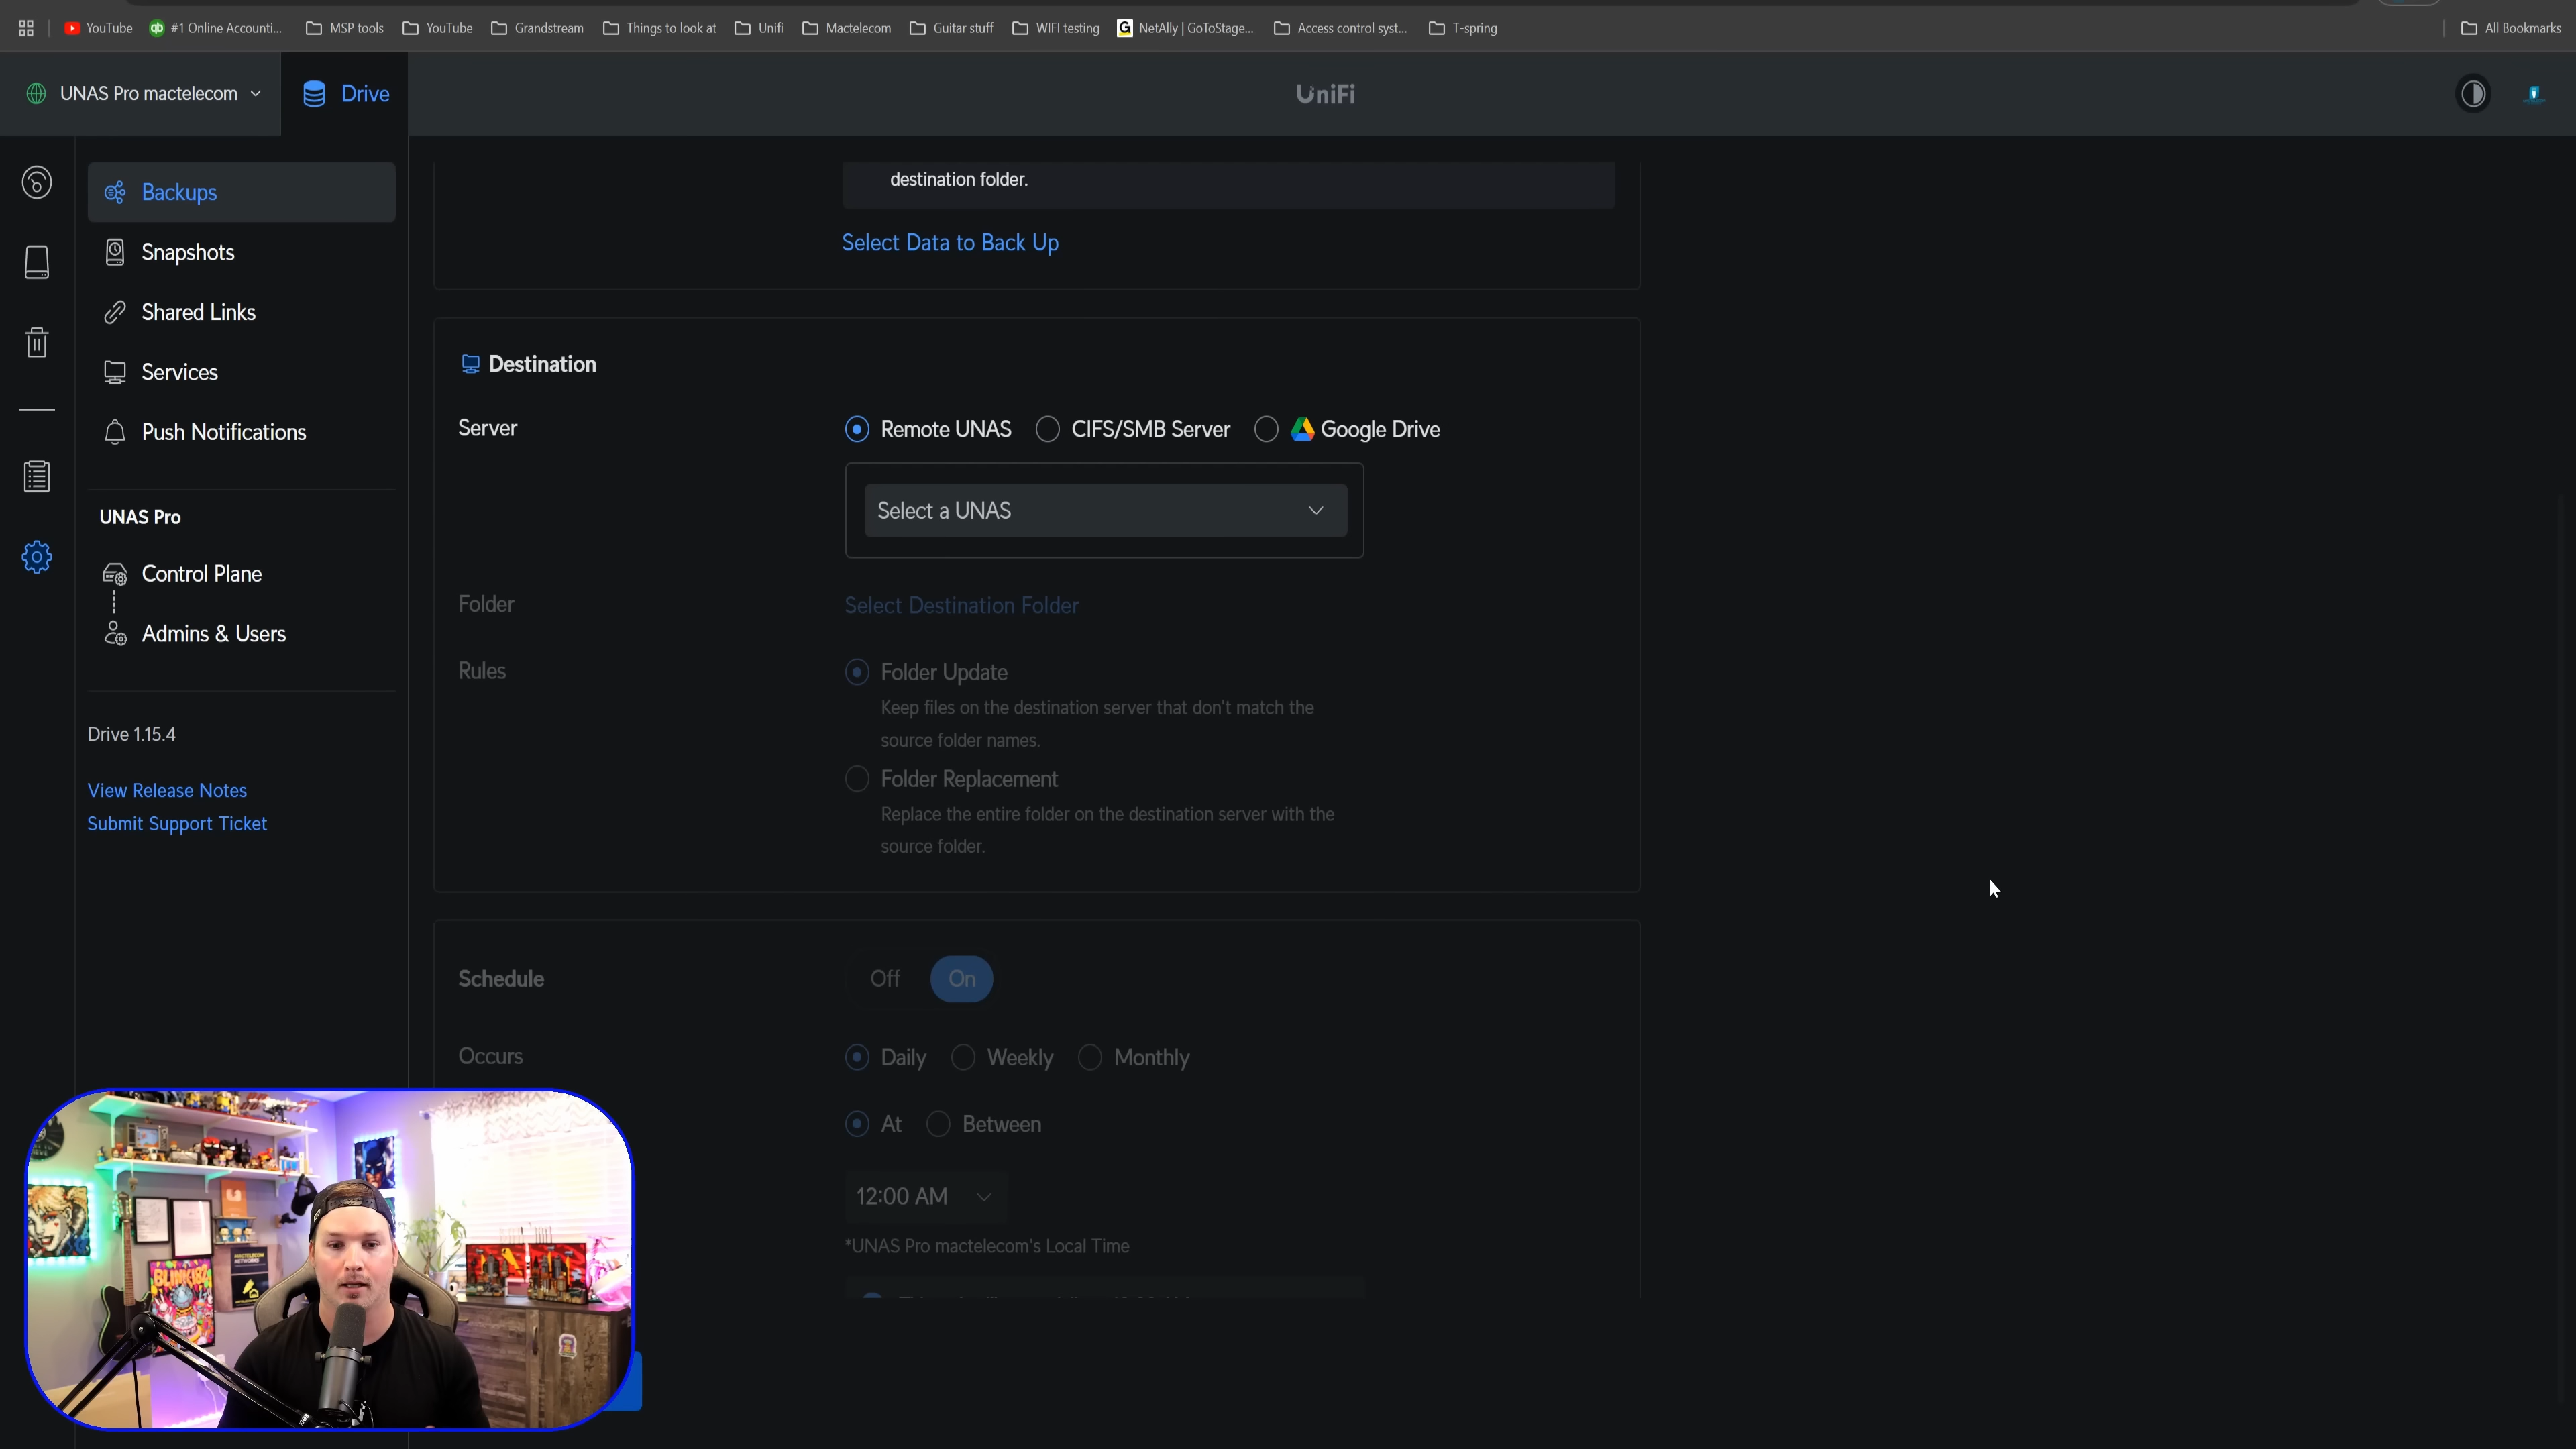 YouTube
#1 Online Accounti...
MSP tools
YouTube
Grandstream
Things to look at
Unifi
Mactelecom
Guitar stuff
WIFI testing
NetAlly | GoToStage...
Access control syst...
T-spring
All Bookmarks
UNAS Pro mactelecom
Drive
UniFi
Backups
Snapshots
Shared Links
Services
Push Notifications
UNAS Pro
Control Plane
Admins & Users
Drive 1.15.4
View Release Notes
Submit Support Ticket
destination folder.
Select Data to Back Up
Destination
Server
Remote UNAS
CIFS/SMB Server
Google Drive
Select a UNAS
Folder
Select Destination Folder
Rules
Folder Update
Keep files on the destination server that don't match the
source folder names.
Folder Replacement
Replace the entire folder on the destination server with the
source folder.
Schedule
Off
On
Occurs
Daily
Weekly
Monthly
At
Between
12:00 AM
*UNAS Pro mactelecom's Local Time
BLINK182
MACTELECOM
NETWORKS